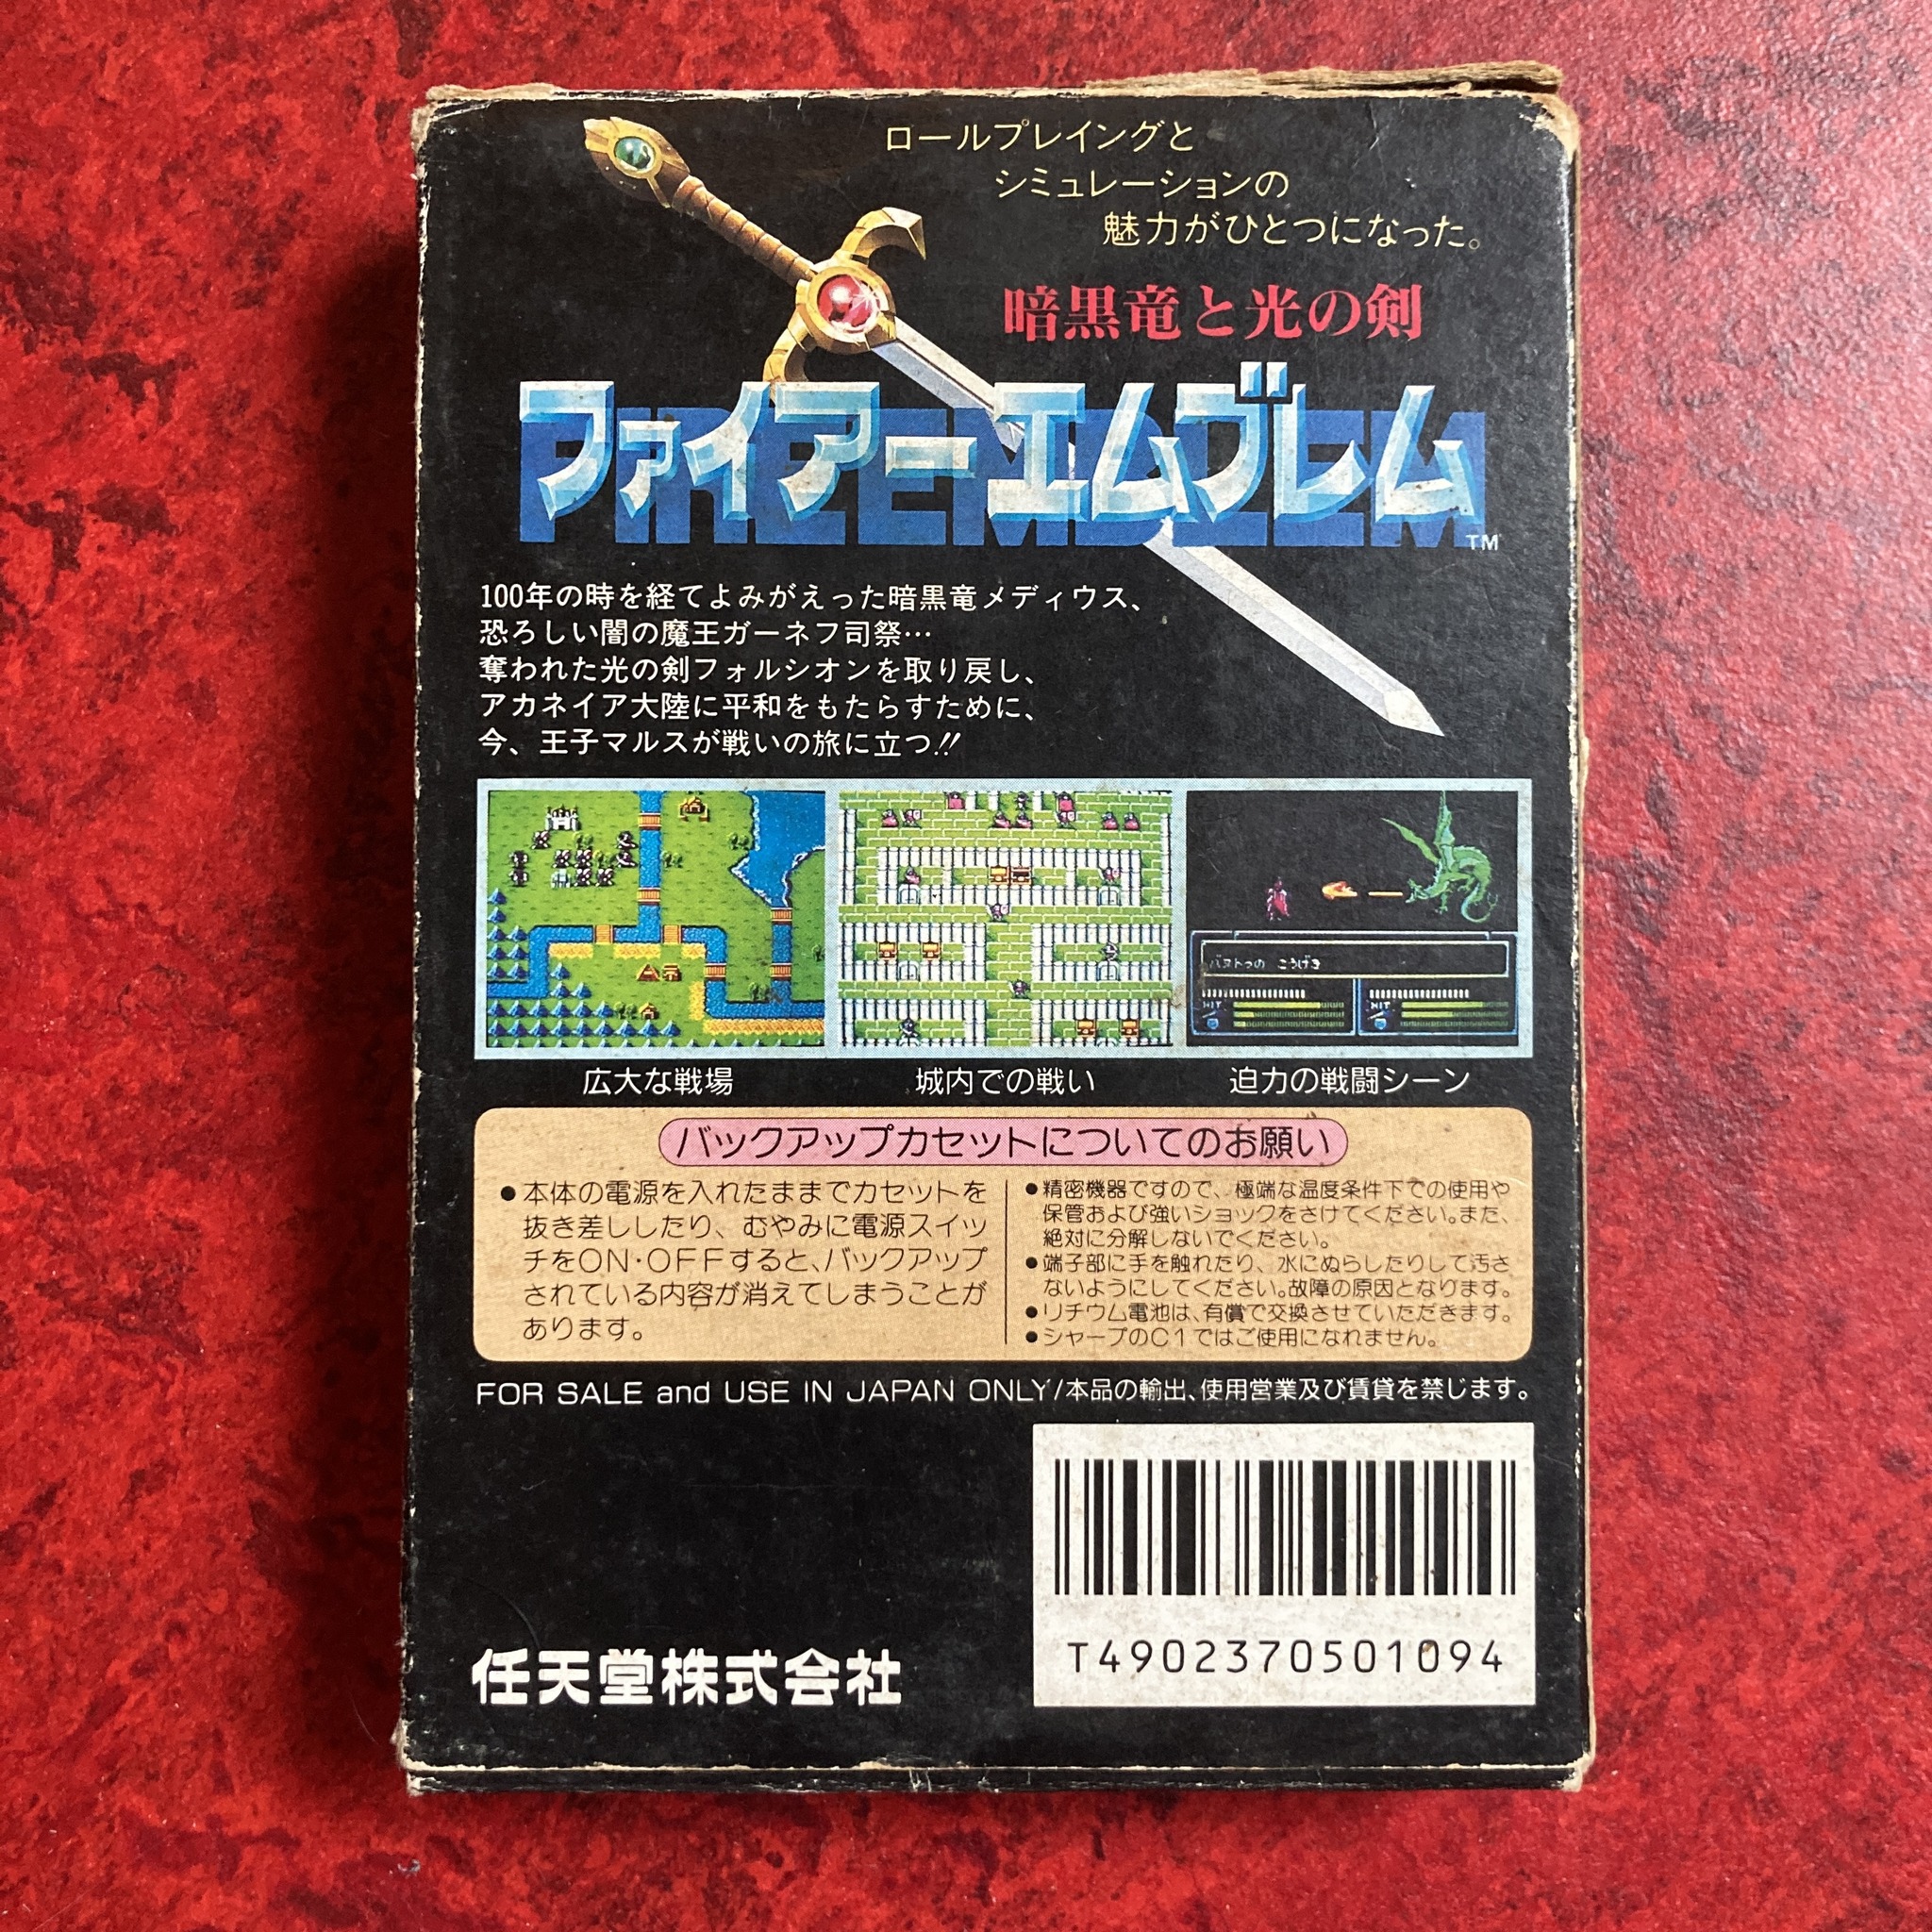 ロールプレイングと
シミュレーションの
魅力がひとつになった。
暗黒竜と光の剣
ファイアーエムブレム
FIRE EMBLEM
TM
100年の時を経てよみがえった暗黒竜メディウス、
恐ろしい闇の魔王ガーネフ司祭…
奪われた光の剣フォルシオンを取り戻し、
アカネイア大陸に平和をもたらすために、
今、王子マルスが戦いの旅に立つ!!
バヌトゥの こうげき
HIT
HIT
広大な戦場
城内での戦い
迫力の戦闘シーン
バックアップカセットについてのお願い
●本体の電源を入れたままでカセットを
抜き差ししたり、むやみに電源スイッ
チをON・OFFすると、バックアップ
されている内容が消えてしまうことが
あります。
●精密機器ですので、極端な温度条件下での使用や
保管および強いショックをさけてください。また、
絶対に分解しないでください。
●端子部に手を触れたり、水にぬらしたりして汚さ
ないようにしてください。故障の原因となります。
●リチウム電池は、有償で交換させていただきます。
●シャープのC1ではご使用になれません。
FOR SALE and USE IN JAPAN ONLY/本品の輸出、使用営業及び賃貸を禁じます。
T4902370501094
任天堂株式会社